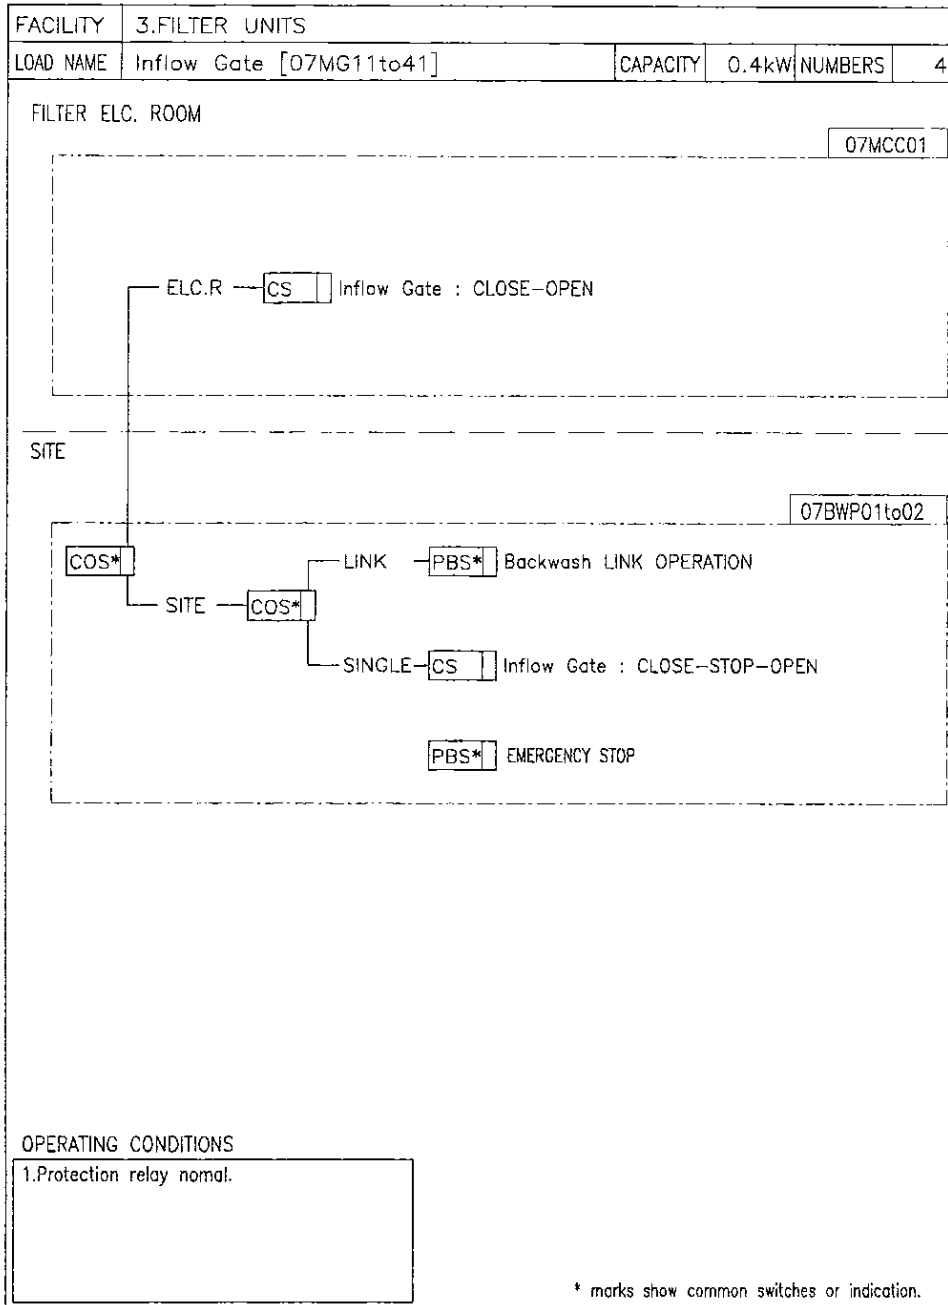 FACILITY 3.FILTER UNITS
LOAD NAME Inflow Gate [07MG11to41] CAPACITY 0.4kW NUMBERS 4
FILTER ELC. ROOM
07MCC01
ELC.R CS Inflow Gate : CLOSE-OPEN
SITE
07BWP01to02
COS* LINK PBS* Backwash LINK OPERATION
SITE COS*
SINGLE CS Inflow Gate : CLOSE-STOP-OPEN
PBS* EMERGENCY STOP
OPERATING CONDITIONS
1.Protection relay nomal.
* marks show common switches or indication.